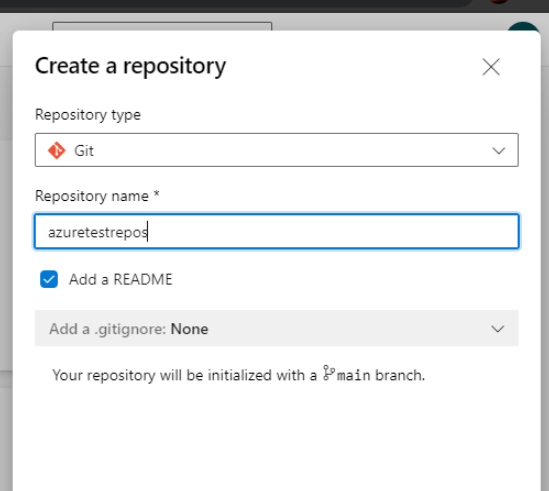 Create a repository
Repository type
Git
Repository name *
azuretestrepos
Add a README
Add a .gitignore: None
Your repository will be initialized with a main branch.